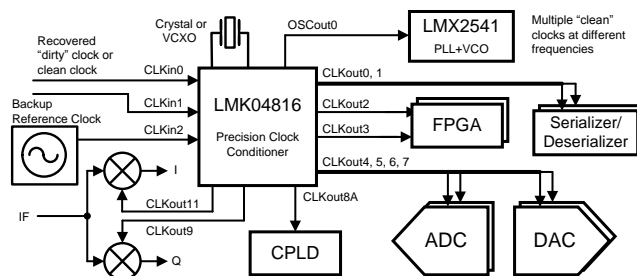 Crystal or
VCXO
OSCout0
LMX2541
PLL+VCO
Multiple “clean”
clocks at different
frequencies
Recovered
“dirty” clock or
clean clock
CLKin0
CLKout0, 1
CLKin1
LMK04816
Precision Clock
Conditioner
CLKout2
FPGA
CLKout3
Serializer/
Deserializer
Backup
Reference Clock
CLKin2
CLKout4, 5, 6, 7
I
CLKout11
CLKout8A
IF
CLKout9
Q
CPLD
ADC
DAC